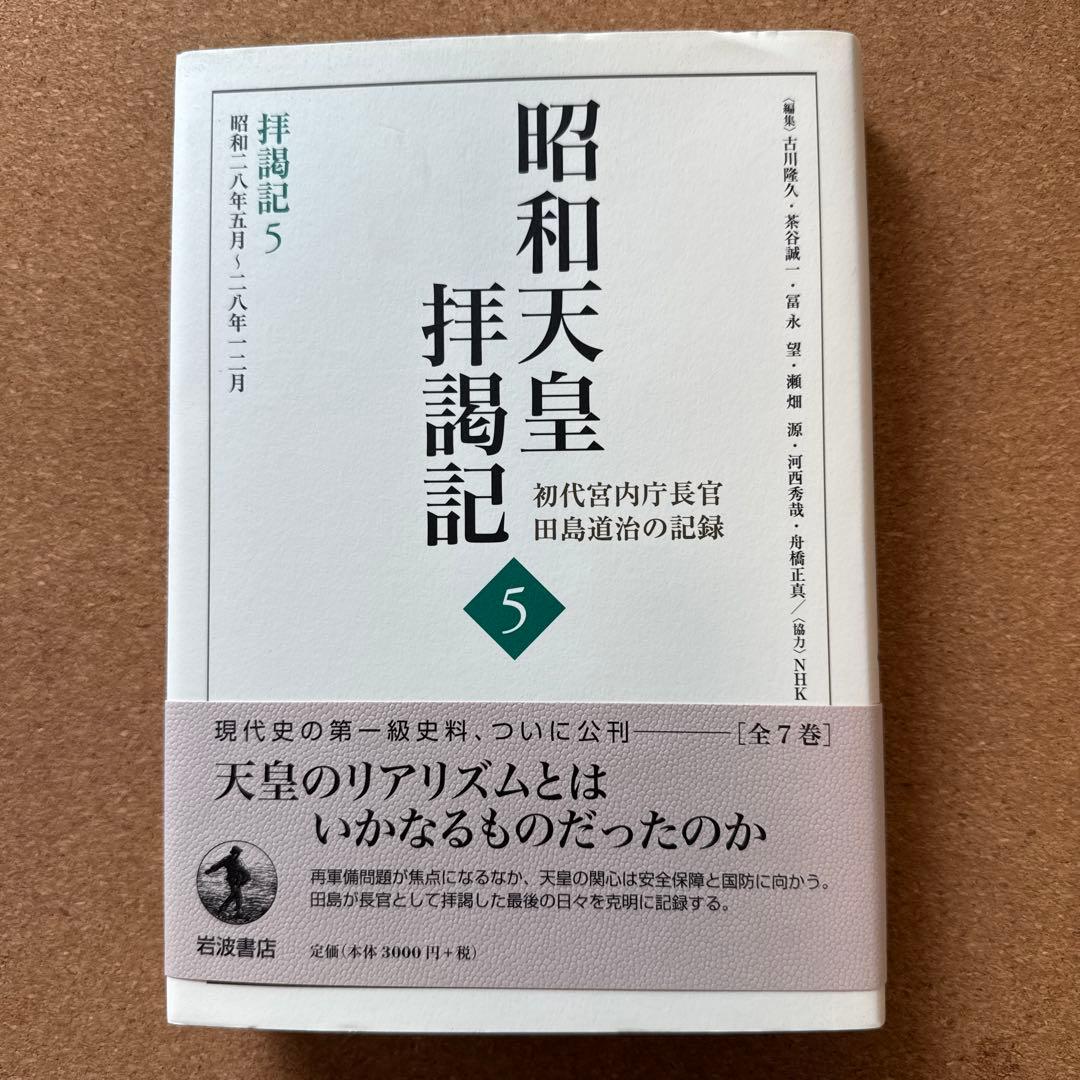 〈編集〉古川隆久・茶谷誠一・冨永 望・瀬畑 源・河西秀哉・舟橋正真／〈協力〉NHK
昭和天皇
拝謁記
初代宮内庁長官
田島道治の記録
5
拝謁記5
昭和二八年五月～二八年一二月
現代史の第一級史料、ついに公刊――[全7巻]
天皇のリアリズムとは
いかなるものだったのか
再軍備問題が焦点になるなか、天皇の関心は安全保障と国防に向かう。
田島が長官として拝謁した最後の日々を克明に記録する。
岩波書店
定価(本体3000円+税)